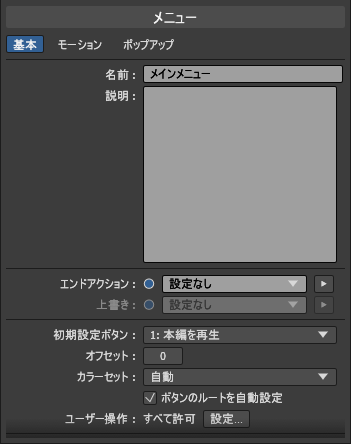 メニュー
基本 モーション ポップアップ
名前： メインメニュー
説明：
エンドアクション： 設定なし
上書き： 設定なし
初期設定ボタン： 1: 本編を再生
オフセット： 0
カラーセット： 自動
ボタンのルートを自動設定
ユーザー操作： すべて許可 設定...